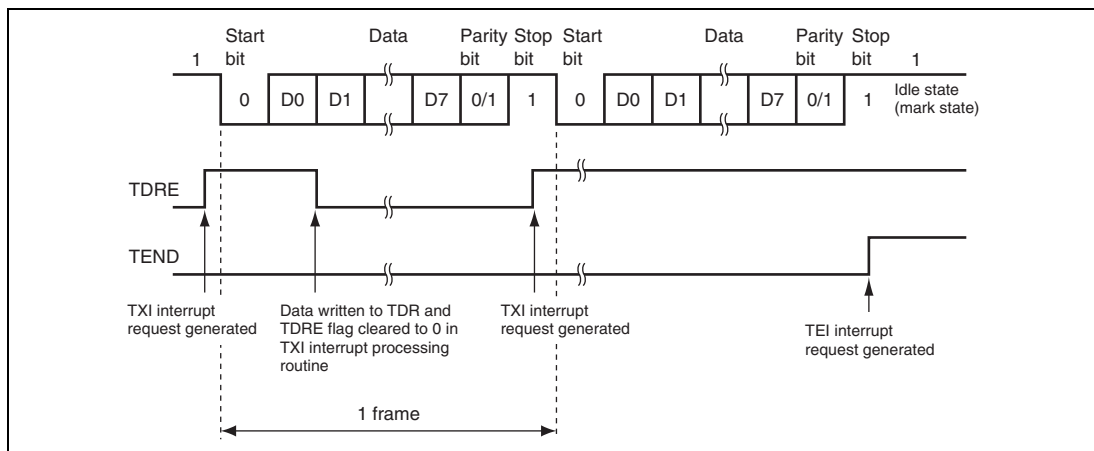 Start Data Parity Stop Start Data Parity Stop
1 bit bit bit bit bit bit 1
0 D0 D1 D7 0/1 1 0 D0 D1 D7 0/1 1 Idle state
(mark state)
TDRE
TEND
TXI interrupt
request generated
Data written to TDR and
TDRE flag cleared to 0 in
TXI interrupt processing
routine
TXI interrupt
request generated
TEI interrupt
request generated
1 frame